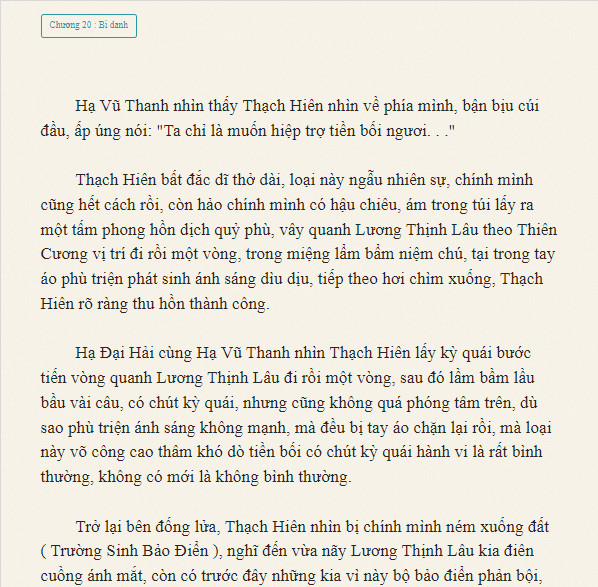 Chương 20 : Bí danh
Hạ Vũ Thanh nhìn thấy Thạch Hiên nhìn về phía mình, bận bịu cúi
đầu, ấp úng nói: "Ta chỉ là muốn hiệp trợ tiền bối ngươi. . ."
Thạch Hiên bất đắc dĩ thở dài, loại này ngẫu nhiên sự, chính mình
cũng hết cách rồi, còn hảo chính mình có hậu chiêu, ám trong túi lấy ra
một tấm phong hồn dịch quỷ phù, vây quanh Lương Thịnh Lâu theo Thiên
Cương vị trí đi rồi một vòng, trong miệng lẩm bẩm niệm chú, tại trong tay
áo phù triện phát sinh ánh sáng dìu dịu, tiếp theo hơi chìm xuống, Thạch
Hiên rõ ràng thu hồn thành công.
Hạ Đại Hải cùng Hạ Vũ Thanh nhìn Thạch Hiên lấy kỳ quái bước
tiến vòng quanh Lương Thịnh Lâu đi rồi một vòng, sau đó lầm bầm lầu
bầu vài câu, có chút kỳ quái, nhưng cũng không quá phóng tâm trên, dù
sao phù triện ánh sáng không mạnh, mà đều bị tay áo chặn lại rồi, mà loại
này võ công cao thâm khó dò tiền bối có chút kỳ quái hành vi là rất bình
thường, không có mới là không bình thường.
Trở lại bên đống lửa, Thạch Hiên nhìn bị chính mình ném xuống đất
( Trường Sinh Bảo Điển ), nghĩ đến vừa nãy Lương Thịnh Lâu kia điên
cuồng ánh mắt, còn có trước đây những kia vì này bộ bảo điển phản bội,